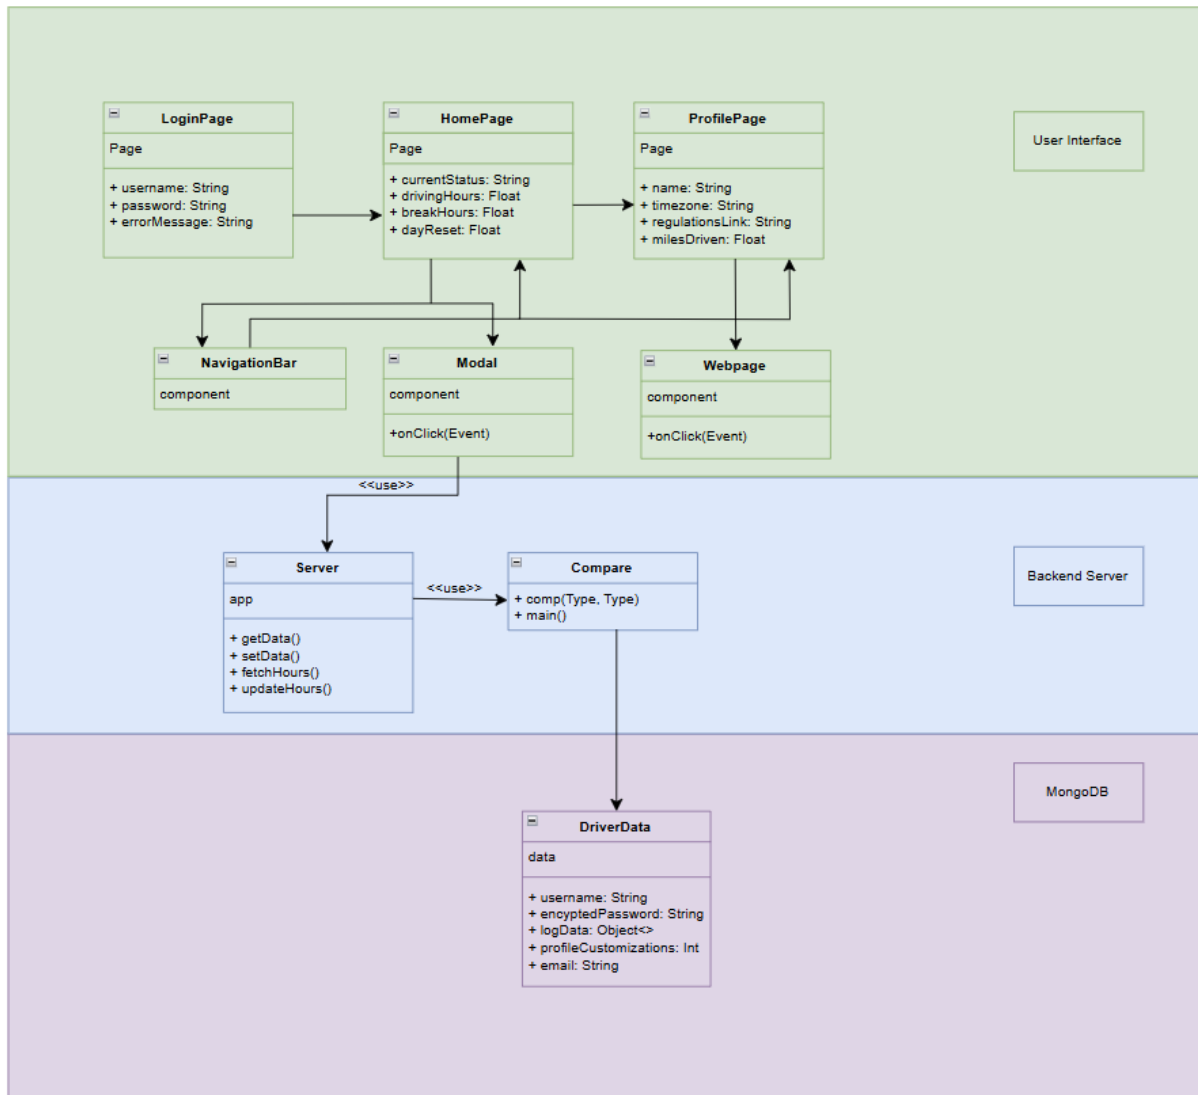 LoginPage
Page
+ username: String
+ password: String
+ errorMessage: String
HomePage
Page
+ currentStatus: String
+ drivingHours: Float
+ breakHours: Float
+ dayReset: Float
ProfilePage
Page
+ name: String
+ timezone: String
+ regulationsLink: String
+ milesDriven: Float
User Interface
NavigationBar
component
Modal
component
+onClick(Event)
Webpage
component
+onClick(Event)
<<use>>
Server
app
+ getData()
+ setData()
+ fetchHours()
+ updateHours()
<<use>>
Compare
+ comp(Type, Type)
+ main()
Backend Server
MongoDB
DriverData
data
+ username: String
+ encyptedPassword: String
+ logData: Object<>
+ profileCustomizations: Int
+ email: String